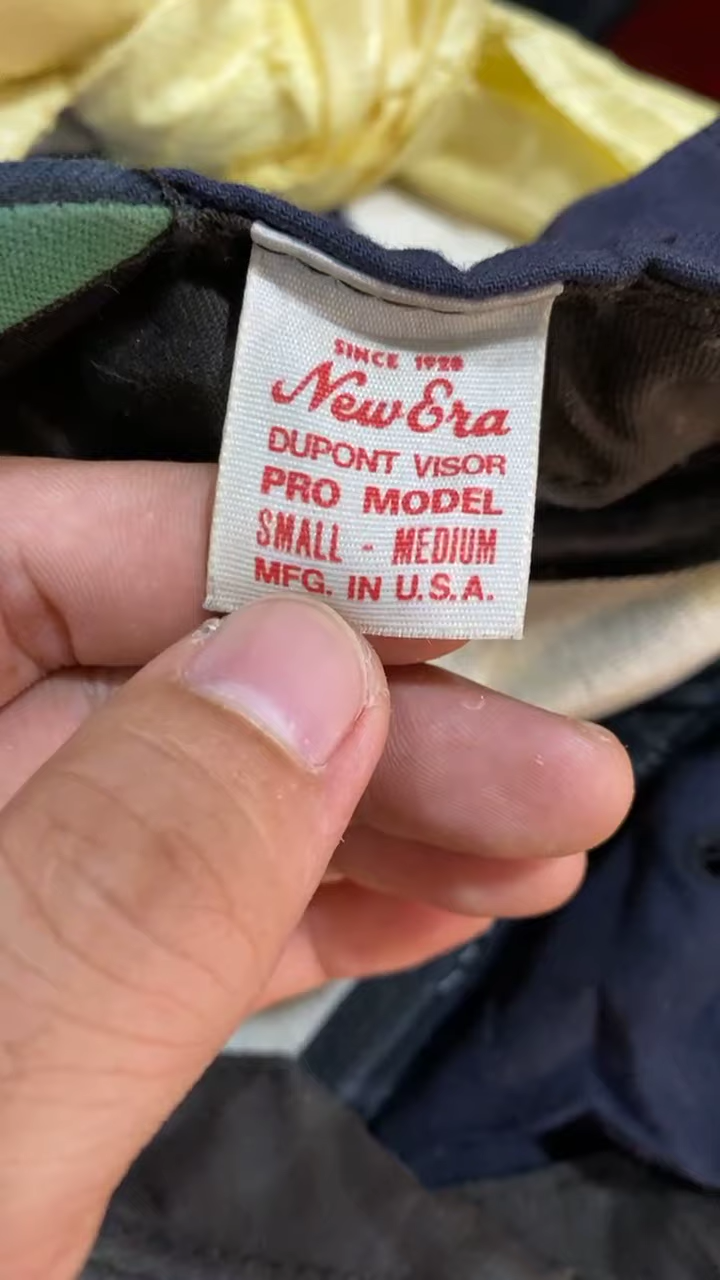 SINCE 1920
New Era
DUPONT VISOR
PRO MODEL
SMALL - MEDIUM
MFG. IN U.S.A.